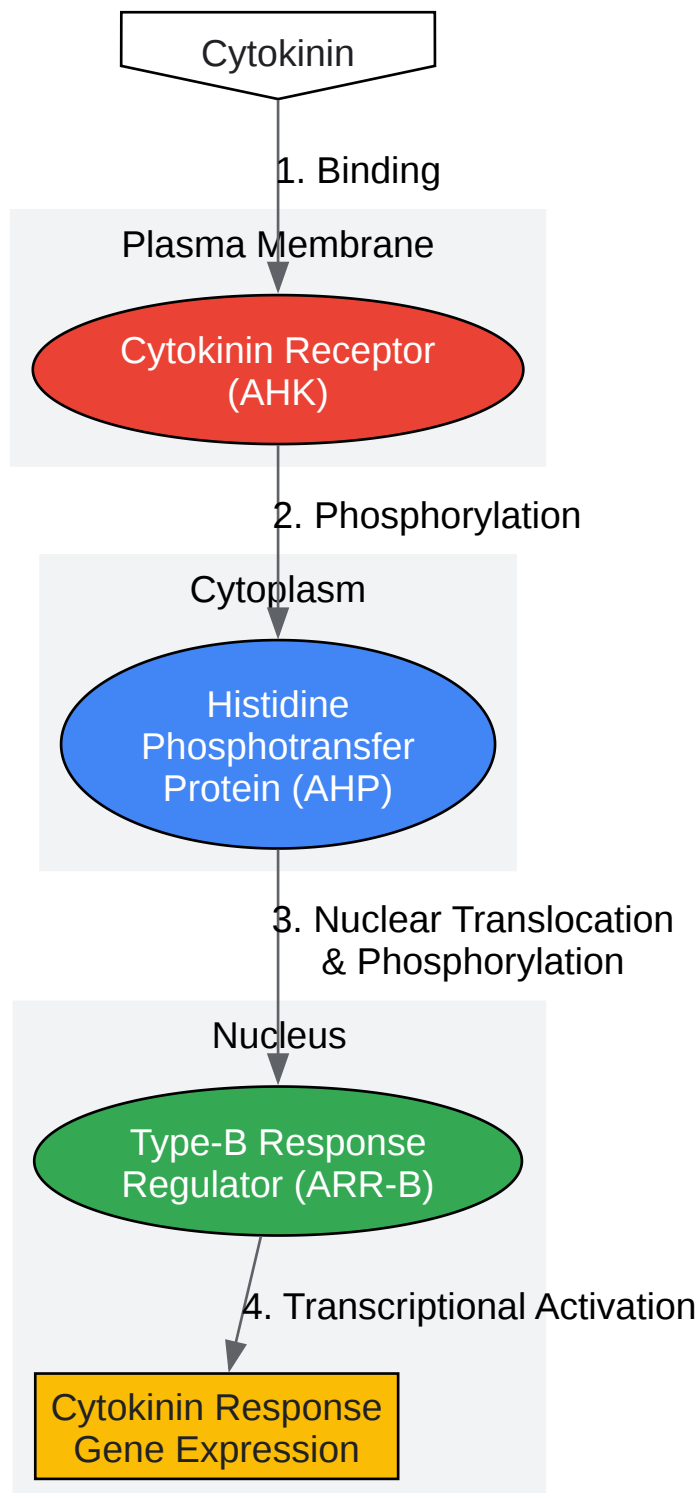 Cytokinin
1. Binding
Plasma Membrane
Cytokinin Receptor
(AHK)
2. Phosphorylation
Cytoplasm
Histidine
Phosphotransfer
Protein (AHP)
3. Nuclear Translocation
& Phosphorylation
Nucleus
Type-B Response
Regulator (ARR-B)
4. Transcriptional Activation
Cytokinin Response
Gene Expression